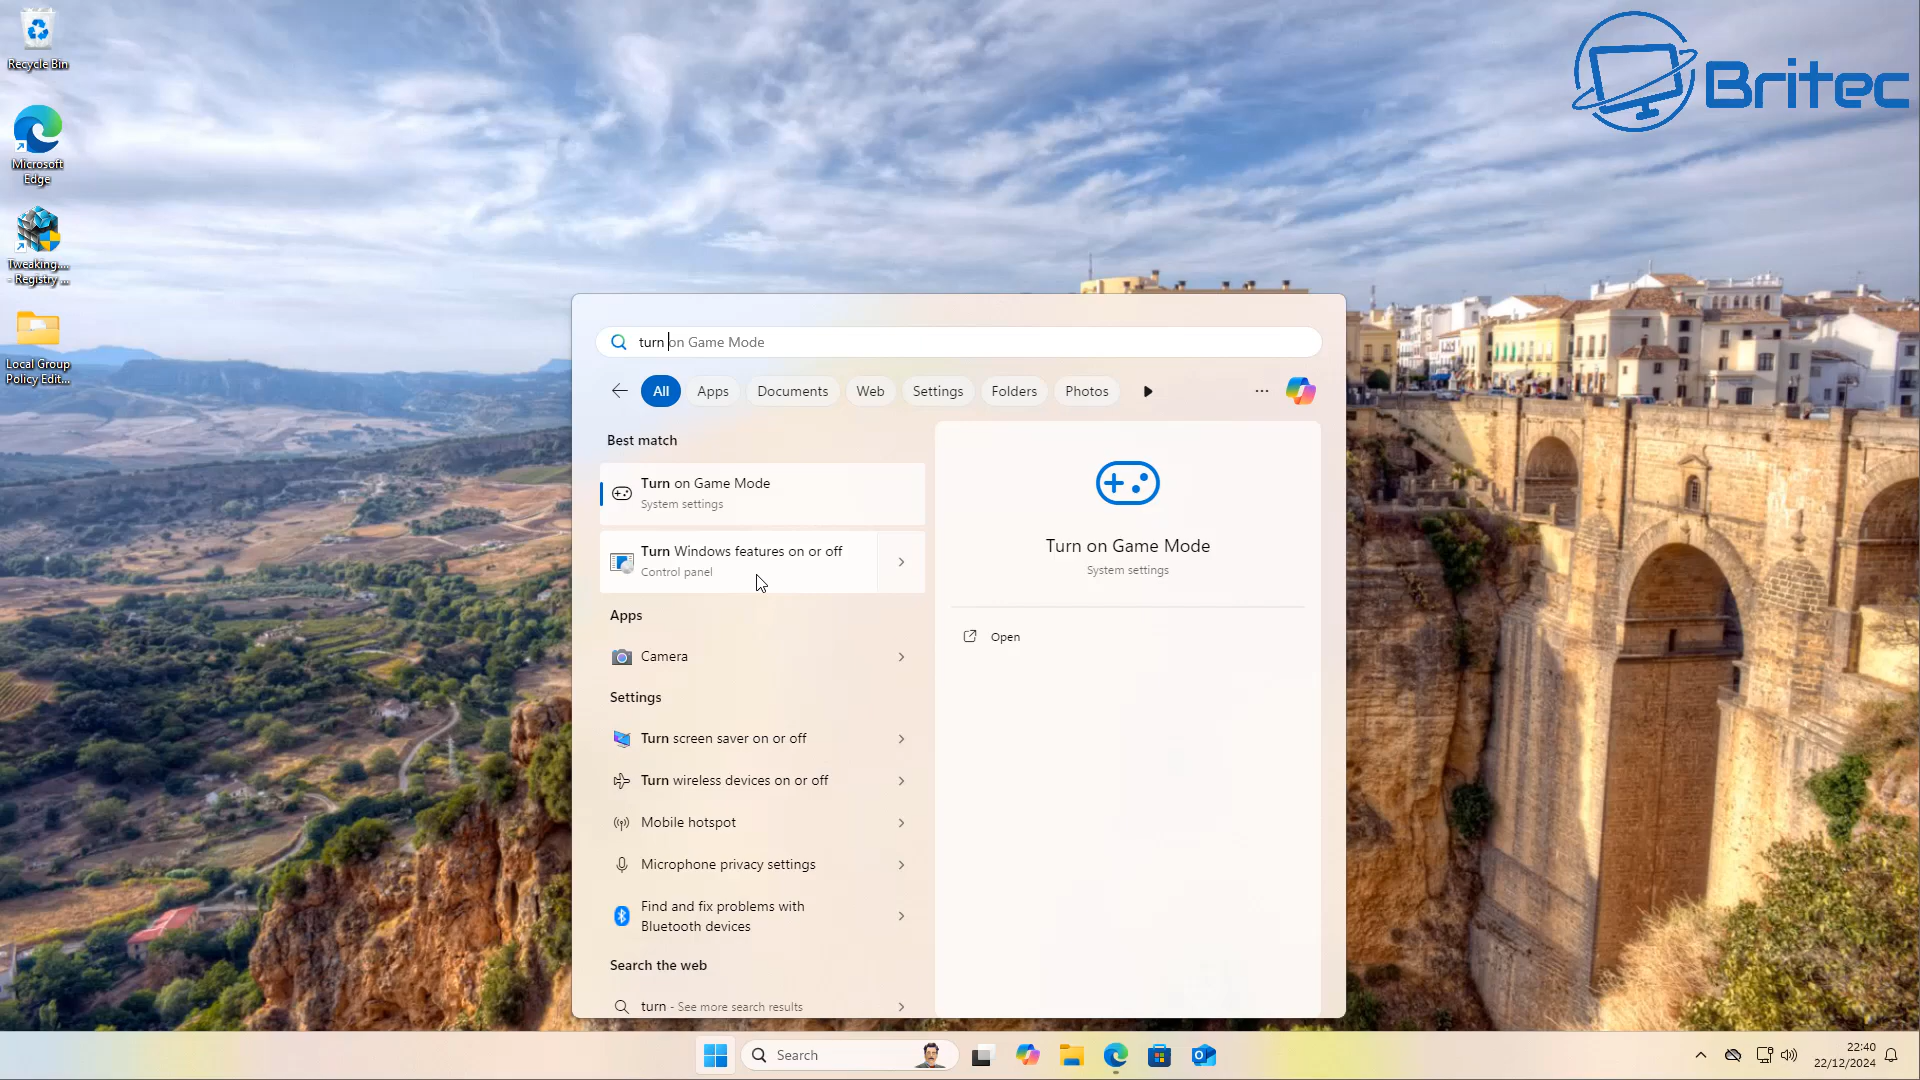 Recycle Bin
Microsoft
Edge
Tweaking....
- Registry ...
Local Group
Policy Edit...
Britec
turn on Game Mode
All
Apps
Documents
Web
Settings
Folders
Photos
...
Best match
Turn on Game Mode
System settings
Turn Windows features on or off
Control panel
Apps
Camera
Settings
Turn screen saver on or off
Turn wireless devices on or off
Mobile hotspot
Microphone privacy settings
Find and fix problems with
Bluetooth devices
Search the web
turn - See more search results
Turn on Game Mode
System settings
Open
Search
22:40
22/12/2024